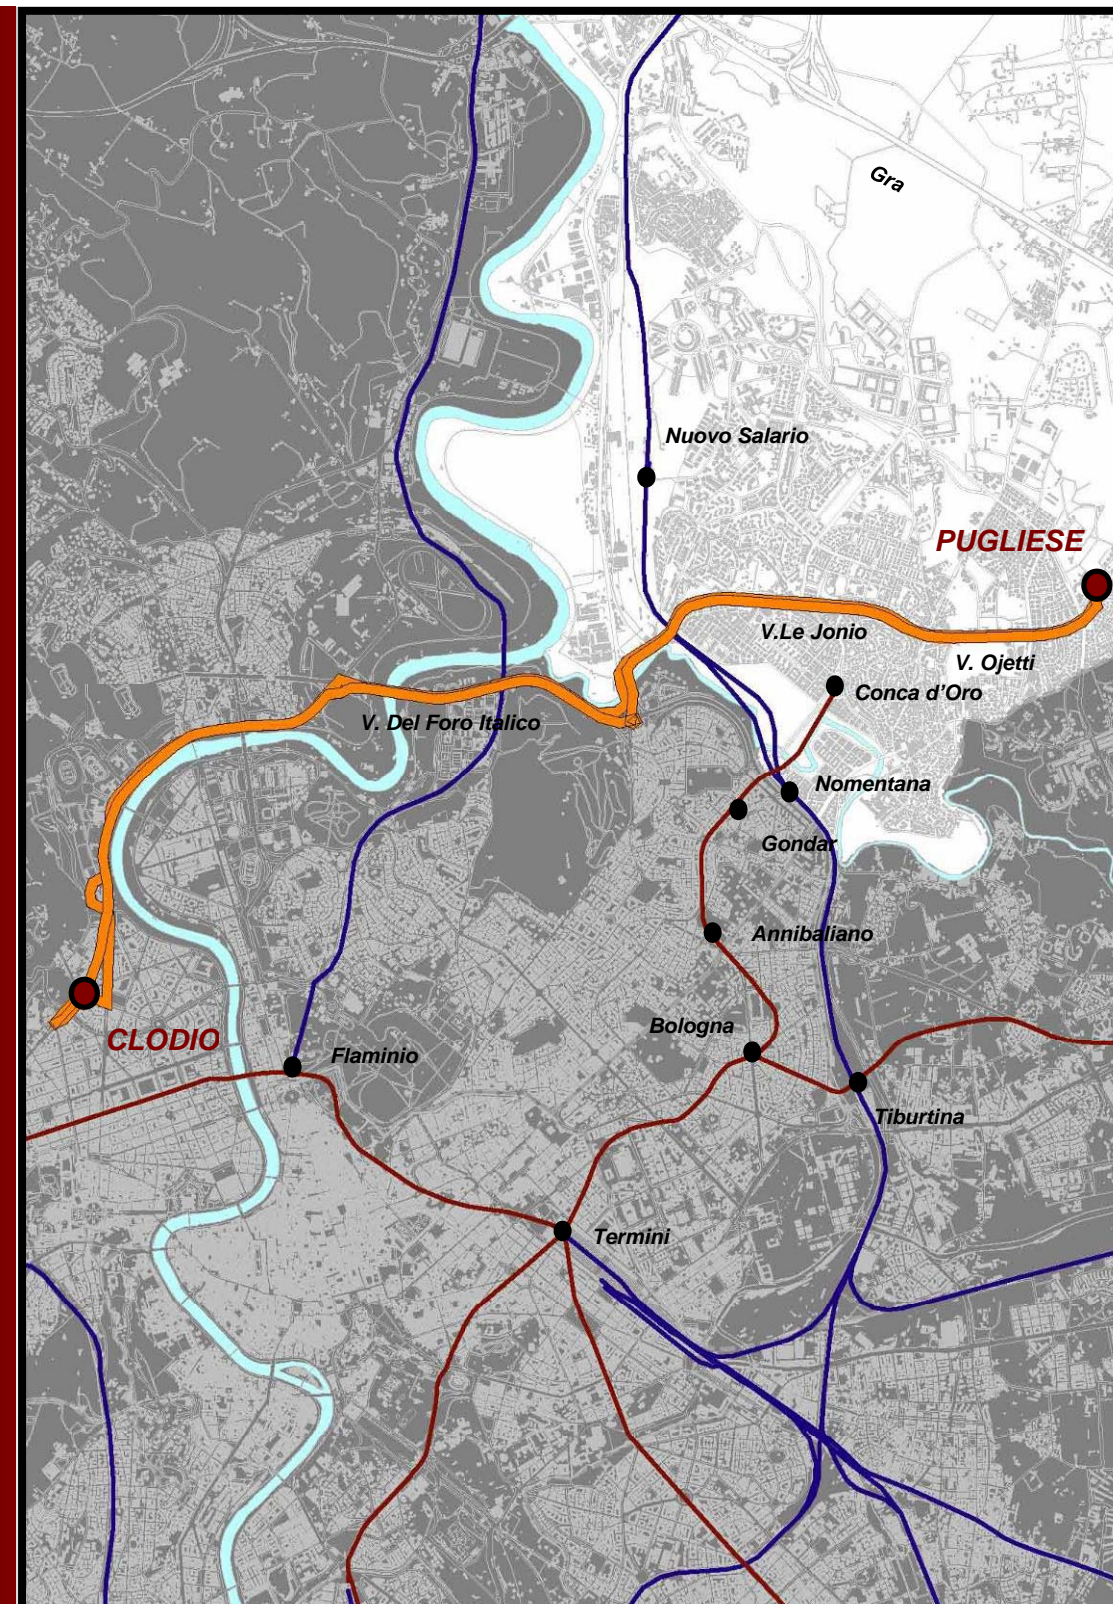 Gra
Nuovo Salario
PUGLIESE
V.Le Jonio
V. Ojetti
Conca d'Oro
V. Del Foro Italico
Nomentana
Gondar
Annibaliano
Bologna
CLODIO
Flaminio
Tiburtina
Termini